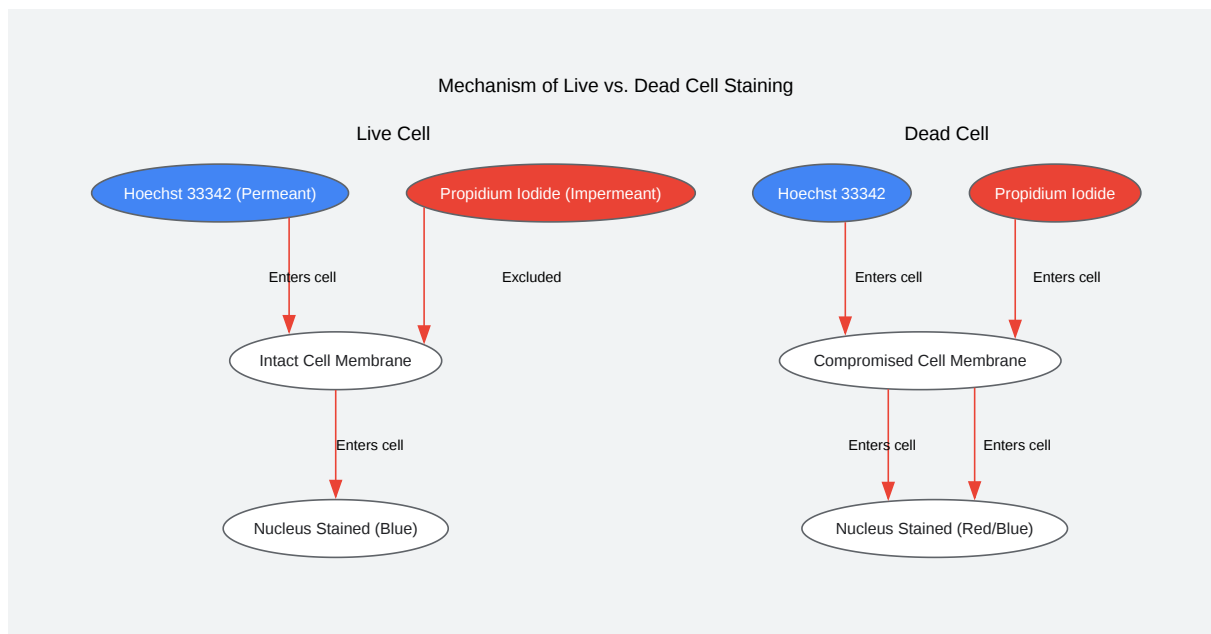 Mechanism of Live vs. Dead Cell Staining
Live Cell
Dead Cell
Hoechst 33342 (Permeant)
Propidium Iodide (Impermeant)
Hoechst 33342
Propidium Iodide
Enters cell
Excluded
Enters cell
Enters cell
Intact Cell Membrane
Compromised Cell Membrane
Enters cell
Enters cell
Enters cell
Nucleus Stained (Blue)
Nucleus Stained (Red/Blue)